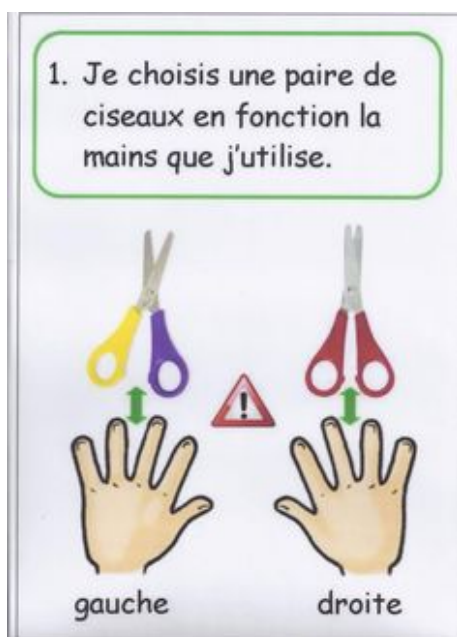 1. Je choisis une paire de
ciseaux en fonction la
mains que j'utilise.
!
gauche
droite